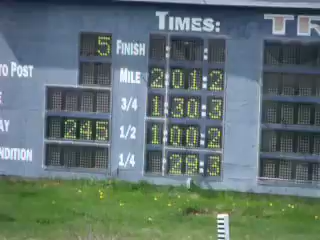 TIMES: TR
5 FINISH
TO POST MILE 2:01:2
3/4 1:30:3
AY 245 1/2 1:00:2
CONDITION 1/4 :29:3